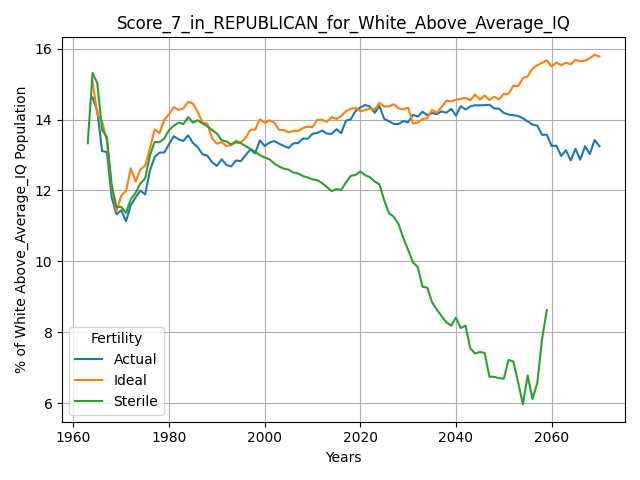 Score_7_in_REPUBLICAN_for_White_Above_Average_IQ
% of White Above_Average_IQ Population
16
14
12
10
8
6
Fertility
Actual
Ideal
Sterile
1960 1980 2000 2020 2040 2060
Years